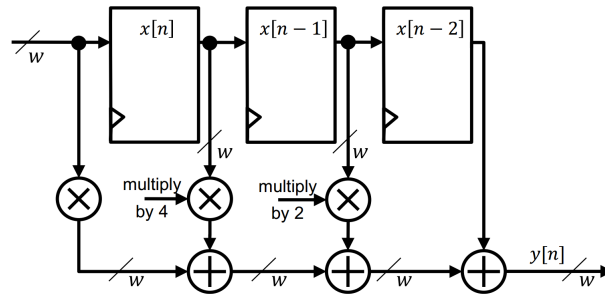 x[n]
x[n − 1]
x[n − 2]
w
w
w
multiply
by 4
multiply
by 2
y[n]
w
w
w
w